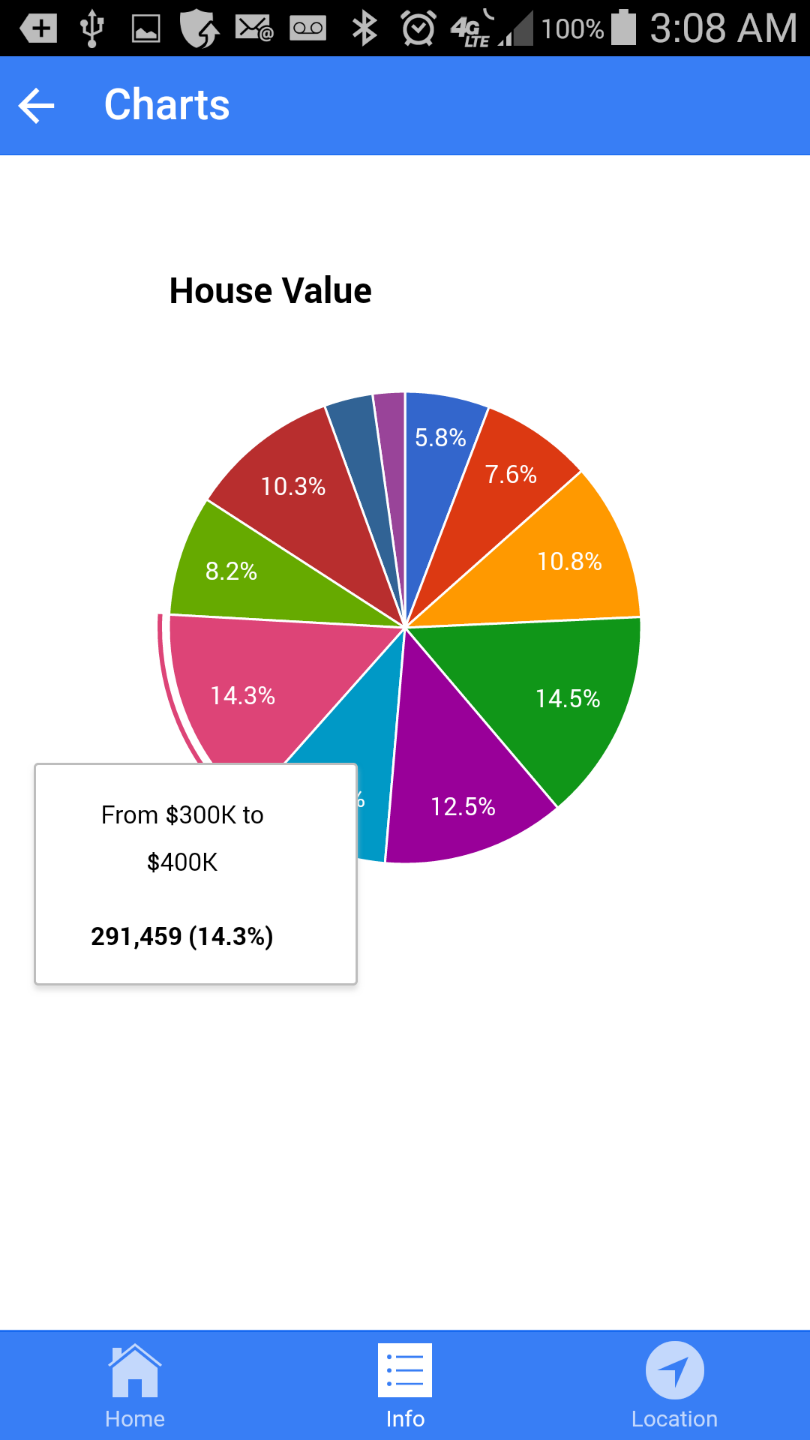 4G LTE 100% 3:08 AM
Charts
House Value
5.8%
7.6%
10.3%
10.8%
8.2%
14.3%
14.5%
%
12.5%
From $300K to
$400K
291,459 (14.3%)
Home Info Location